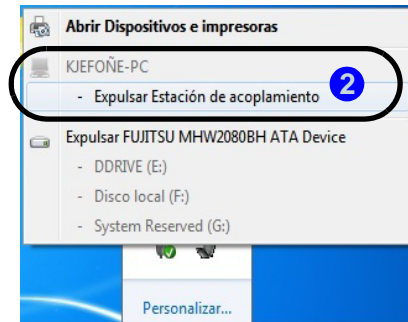 Abrir Dispositivos e impresoras
KJEFOÑE-PC
- Expulsar Estación de acoplamiento
2
Expulsar FUJITSU MHW2080BH ATA Device
- DDRIVE (E:)
- Disco local (F:)
- System Reserved (G:)
Personalizar...